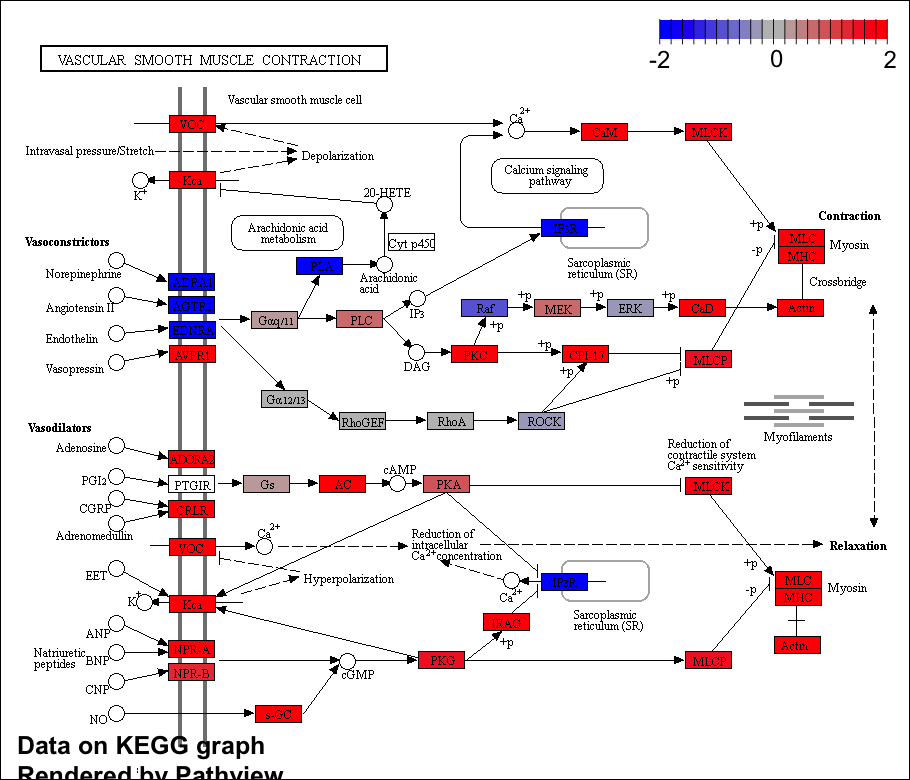 -2 0 2
VASCULAR SMOOTH MUSCLE CONTRACTION
Vascular smooth muscle cell
VOC
Ca2+
CaM
MLCK
Intravasal pressure/Stretch
Depolarization
Kca
K+
20-HETE
Calcium signaling
pathway
Arachidonic acid
metabolism
Cyt p450
IP3R
+p
-p
Contraction
MLC
MHC
Myosin
Vasoconstrictors
PLA
Arachidonic
acid
Sarcoplasmic
reticulum (SR)
Crossbridge
Norepinephrine
ADRA1
Angiotensin II
AGTR1
Endothelin
EDNRA
Vasopressin
AVPR1
Gαq/11
PLC
IP3
DAG
Raf
+p
MEK
+p
ERK
+p
CaD
Actin
+p
PKC
+p
CPI-17
MLCP
+p
+p
Gα12/13
RhoGEF
RhoA
ROCK
Myofilaments
Vasodilators
Adenosine
ADORA2
PGI2
PTGIR
CGRP
CRLR
Adrenomedullin
Gs
AC
cAMP
PKA
Reduction of
contractile system
Ca2+ sensitivity
MLCK
VOC
Ca2+
Reduction of
intracellular
Ca2+concentration
Relaxation
EET
Hyperpolarization
K+
Kca
Ca2+
IP3R
+p
-p
MLC
MHC
Myosin
Sarcoplasmic
reticulum (SR)
ANP
Natriuretic
peptides
BNP
CNP
NPR-A
NPR-B
IRAG
+p
Actin
cGMP
PKG
MLCP
NO
s-GC
Data on KEGG graph
Rendered by Pathview